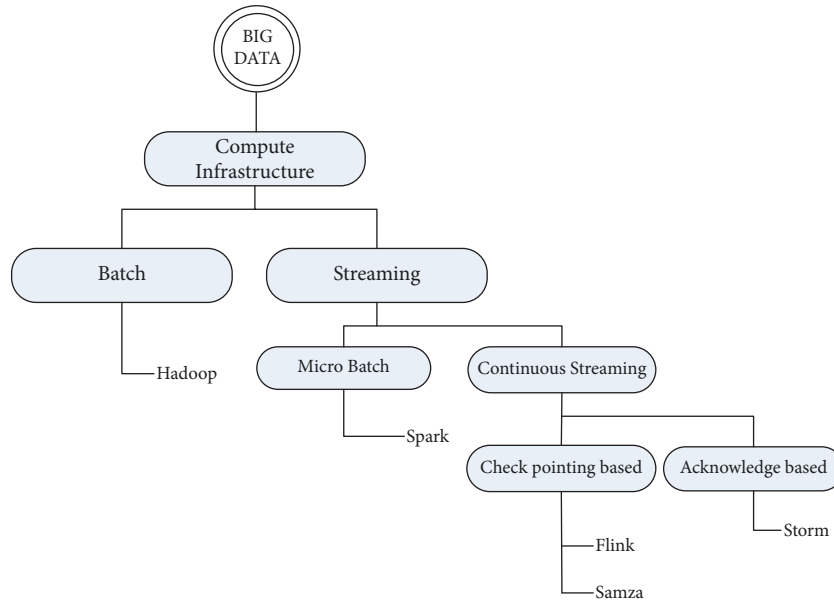 BIG
DATA
Compute
Infrastructure
Batch
Streaming
Hadoop
Micro Batch
Continuous Streaming
Spark
Check pointing based
Acknowledge based
Storm
Flink
Samza